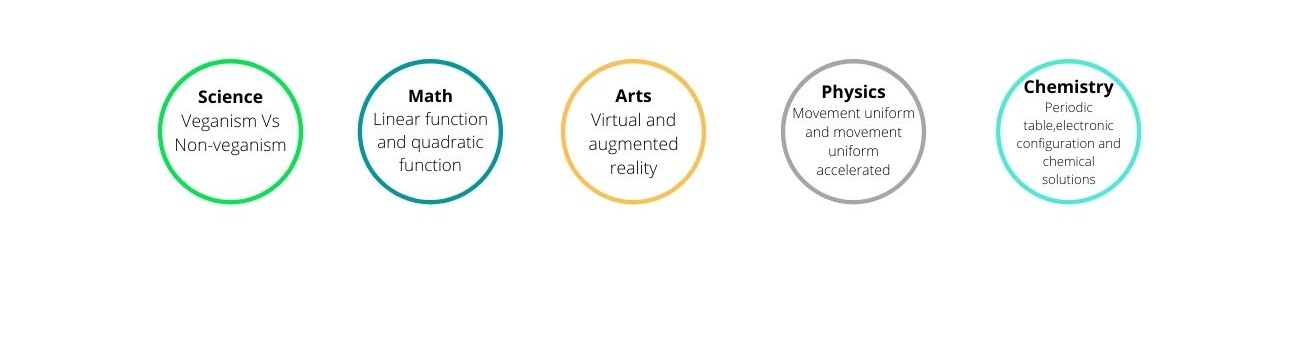 Science
Veganism Vs
Non-veganism
Math
Linear function
and quadratic
function
Arts
Virtual and
augmented
reality
Physics
Movement uniform
and movement
uniform
accelerated
Chemistry
Periodic
table,electronic
configuration and
chemical
solutions